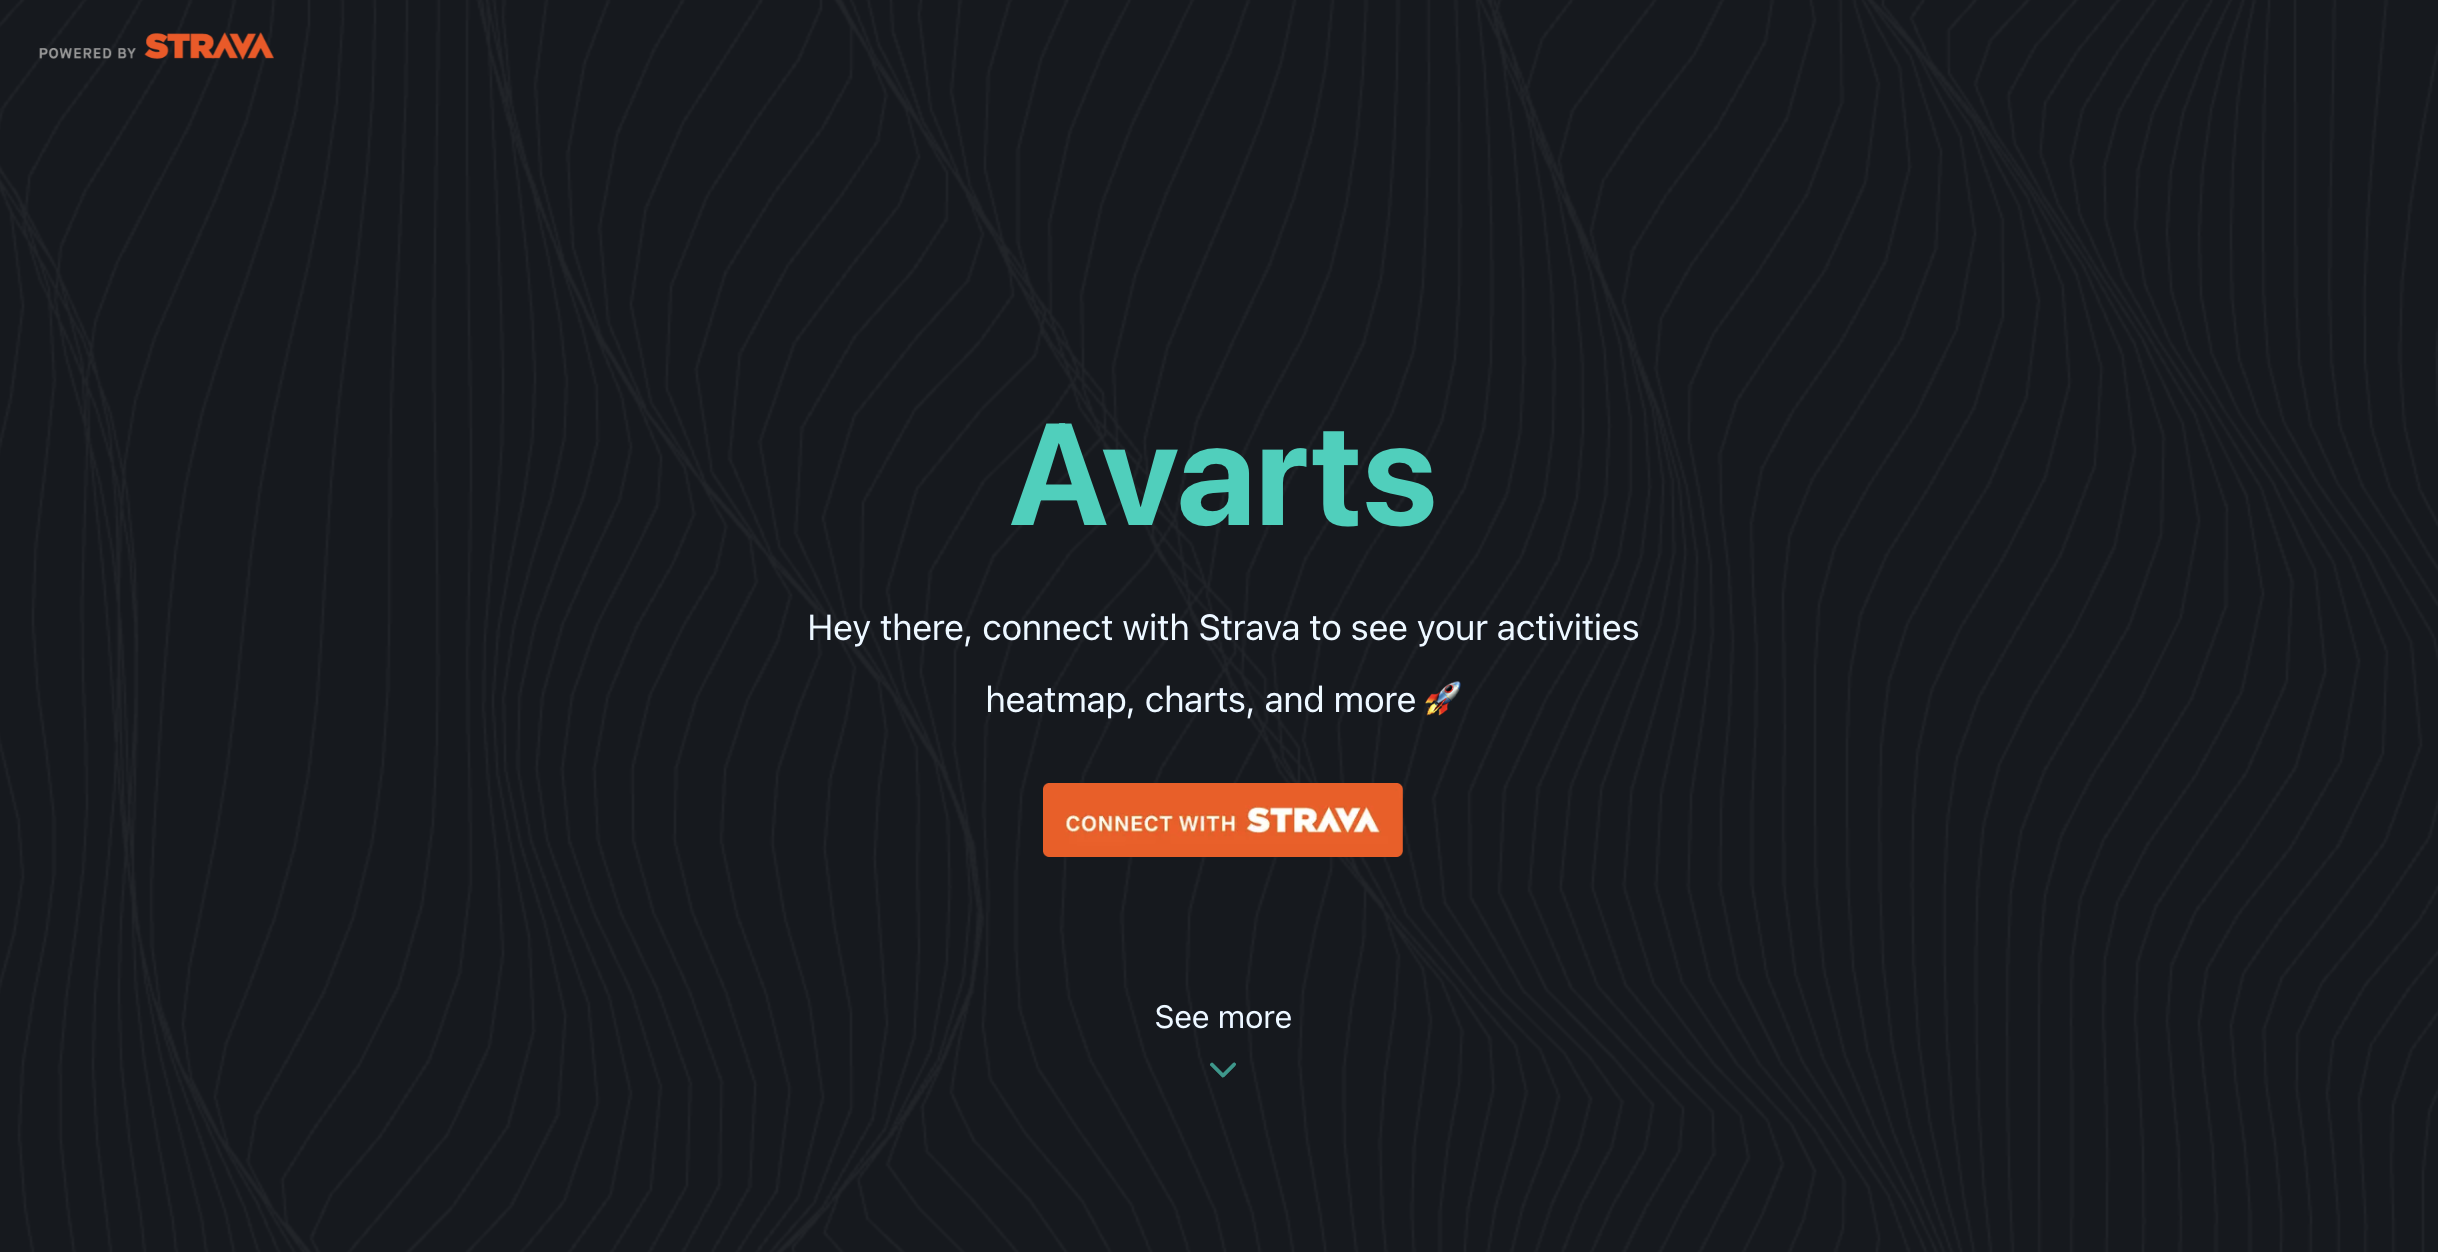 POWERED BY STRAVA
Avarts
Hey there, connect with Strava to see your activities
heatmap, charts, and more 🚀
CONNECT WITH STRAVA
See more